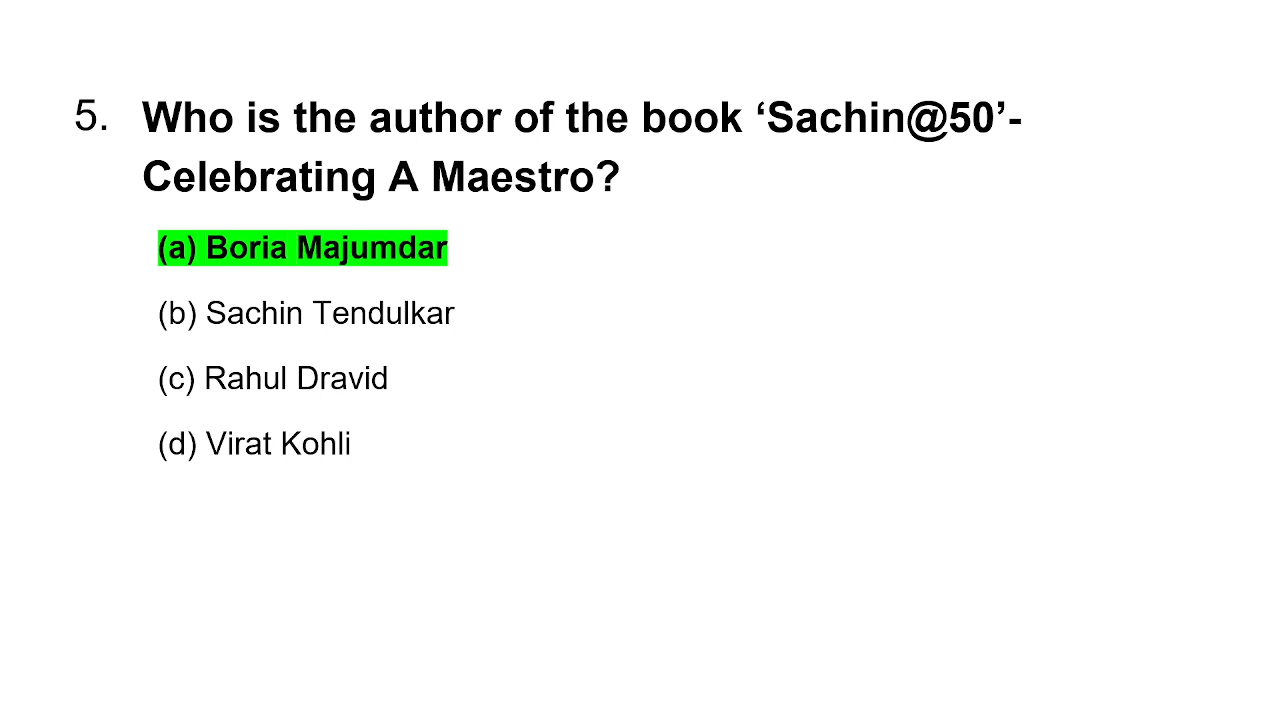 5. Who is the author of the book ‘Sachin@50’-
Celebrating A Maestro?
(a) Boria Majumdar
(b) Sachin Tendulkar
(c) Rahul Dravid
(d) Virat Kohli